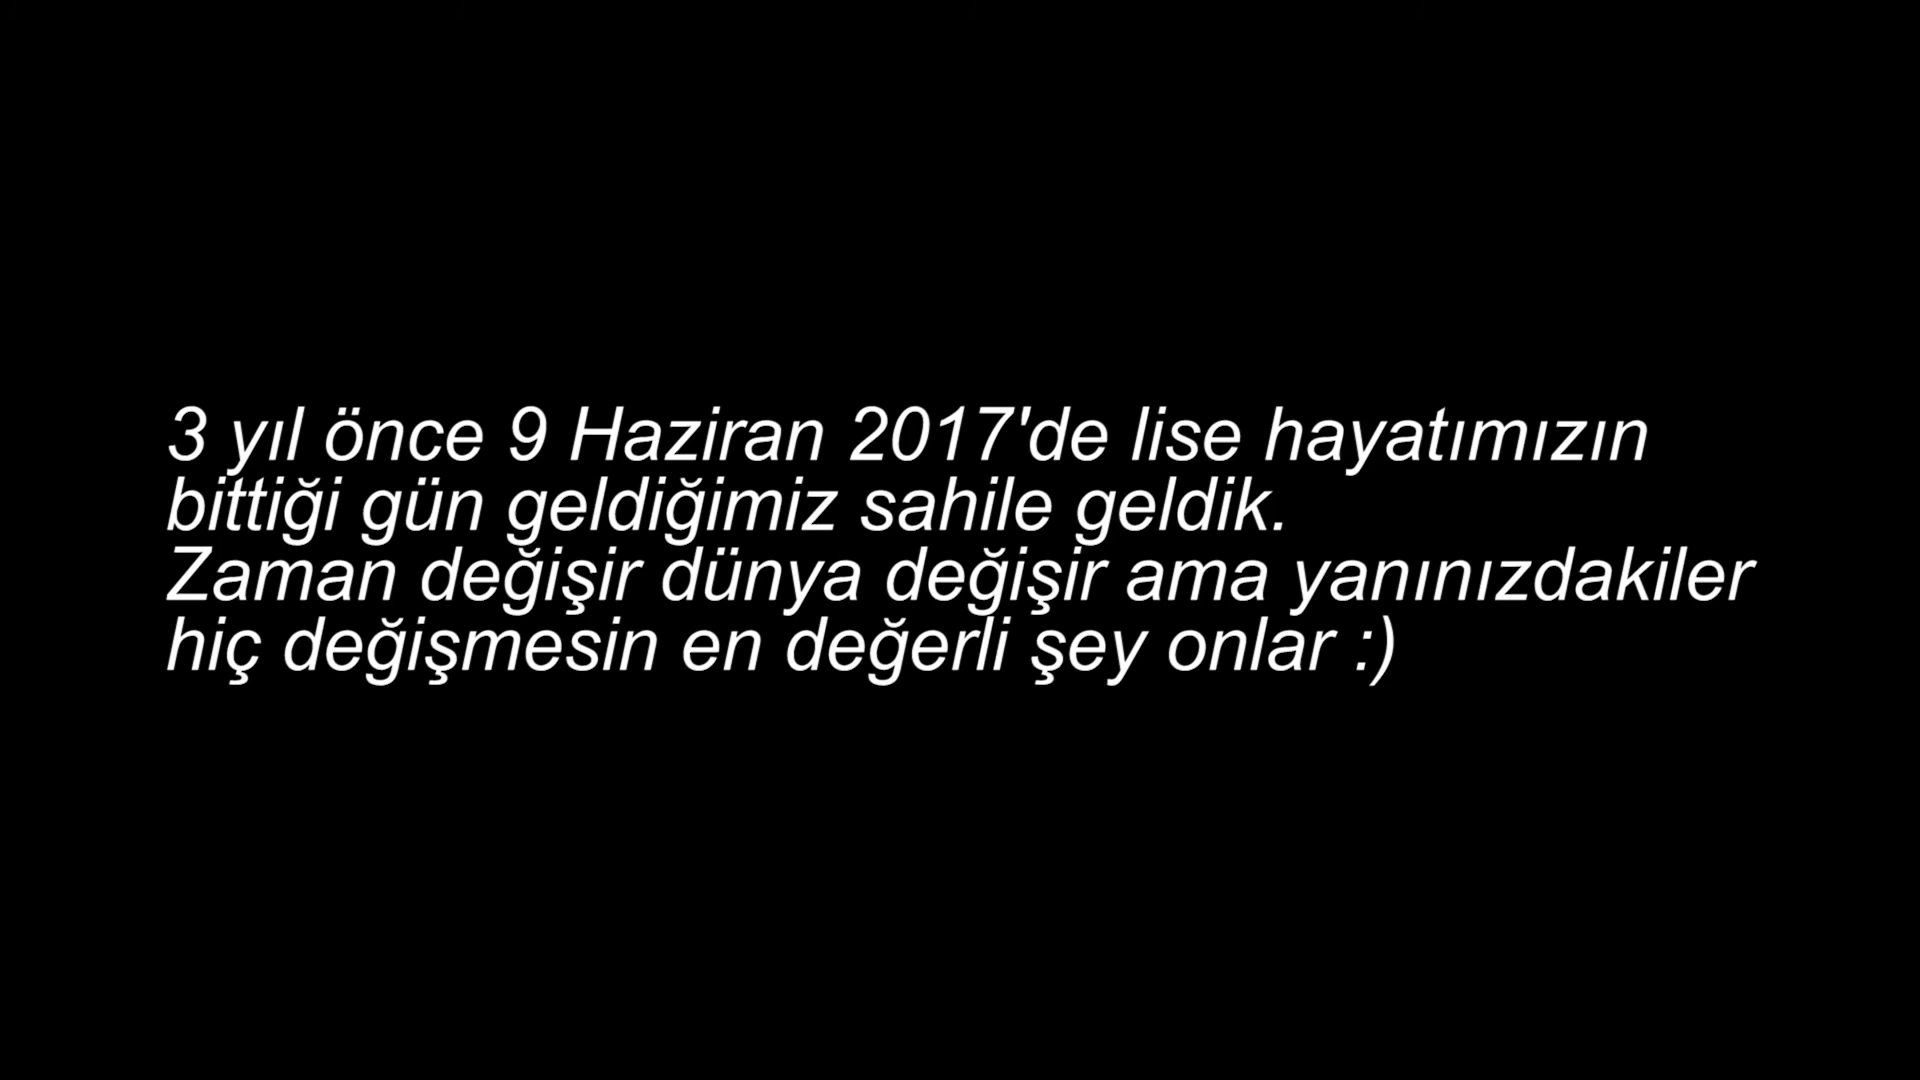 3 yıl önce 9 Haziran 2017'de lise hayatımızın
bittiği gün geldiğimiz sahile geldik.
Zaman değişir dünya değişir ama yanınızdakiler
hiç değişmesin en değerli şey onlar :)